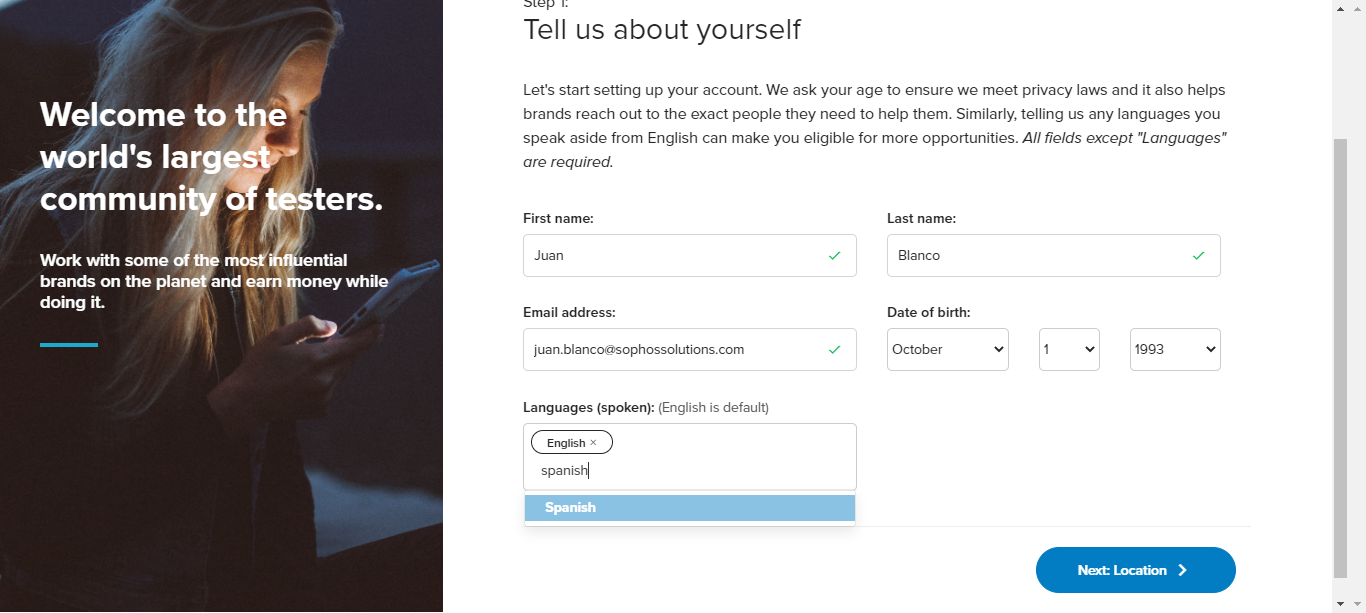 Welcome to the
world's largest
community of testers.
Work with some of the most influential
brands on the planet and earn money while
doing it.
Step 1:
Tell us about yourself
Let's start setting up your account. We ask your age to ensure we meet privacy laws and it also helps
brands reach out to the exact people they need to help them. Similarly, telling us any languages you
speak aside from English can make you eligible for more opportunities. All fields except "Languages"
are required.
First name:
Last name:
Juan
Blanco
Email address:
Date of birth:
juan.blanco@sophossolutions.com
October
1
1993
Languages (spoken): (English is default)
English ×
spanish
Spanish
Next: Location